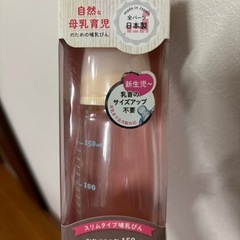 自然な
母乳育児
のための哺乳びん
Made in Japan
全パーツ
日本製
新生児~
乳首の
サイズアップ
不要
150ml
100
スリムタイプ哺乳びん
150